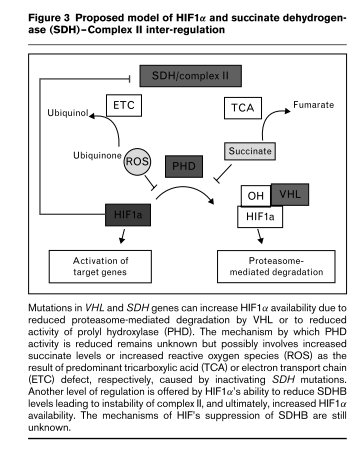 Figure 3 Proposed model of HIF1α and succinate dehydrogen-
ase (SDH)–Complex II inter-regulation
SDH/complex II
ETC
TCA
Ubiquinol
Fumarate
Ubiquinone
ROS
PHD
Succinate
OH
VHL
HIF1a
HIF1a
Activation of
target genes
Proteasome-
mediated degradation
Mutations in VHL and SDH genes can increase HIF1α availability due to
reduced proteasome-mediated degradation by VHL or to reduced
activity of prolyl hydroxylase (PHD). The mechanism by which PHD
activity is reduced remains unknown but possibly involves increased
succinate levels or increased reactive oxygen species (ROS) as the
result of predominant tricarboxylic acid (TCA) or electron transport chain
(ETC) defect, respectively, caused by inactivating SDH mutations.
Another level of regulation is offered by HIF1α's ability to reduce SDHB
levels leading to instability of complex II, and ultimately, increased HIF1α
availability. The mechanisms of HIF's suppression of SDHB are still
unknown.